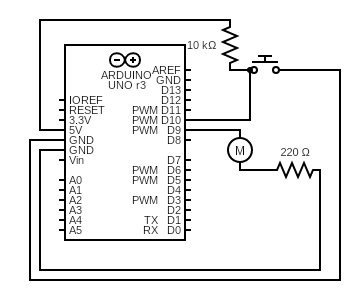 10 kΩ
ARDUINO
UNO r3
AREF
GND
D13
IOREF D12
RESET PWM D11
3.3V PWM D10
5V PWM D9
GND D8
GND
Vin D7
PWM D6
A0 PWM D5
A1 D4
A2 PWM D3
A3 D2
A4 TX D1
A5 RX D0
M
220 Ω